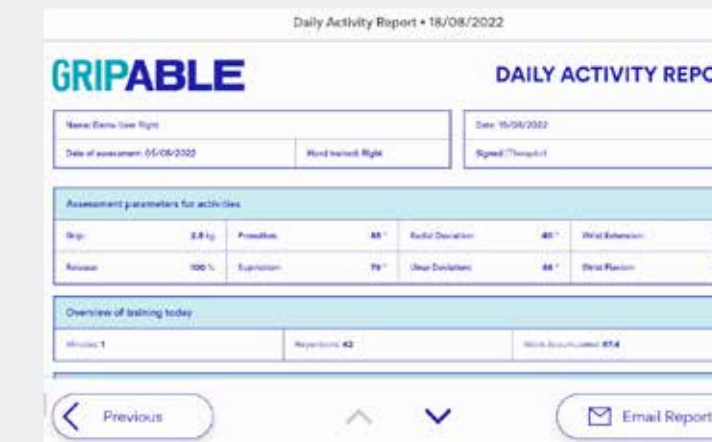 Daily Activity Report • 18/08/2022
GRIPABLE
DAILY ACTIVITY REPO
Name: Demo User Right
Date: 18/08/2022
Date of assessment: 05/08/2022
Hand trained: Right
Signed (Therapist)
Assessment parameters for activities
Grip: 2.8 kg Pronation: Radial Deviation: Wrist Extension:
Release: 100 % Supination: Ulnar Deviation: Wrist Flexion:
Overview of training today
Minutes: 1 Repetitions: 62 Work Accumulated: 87.4
Previous
Email Report